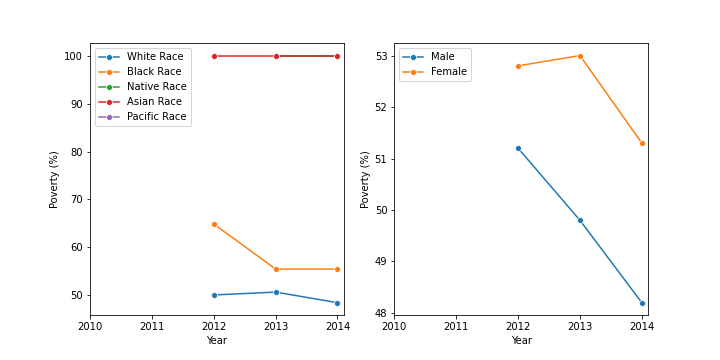 White Race
Black Race
Native Race
Asian Race
Pacific Race
100
90
80
70
60
50
Poverty (%)
2010 2011 2012 2013 2014
Year
Male
Female
53
52
51
50
49
48
Poverty (%)
2010 2011 2012 2013 2014
Year